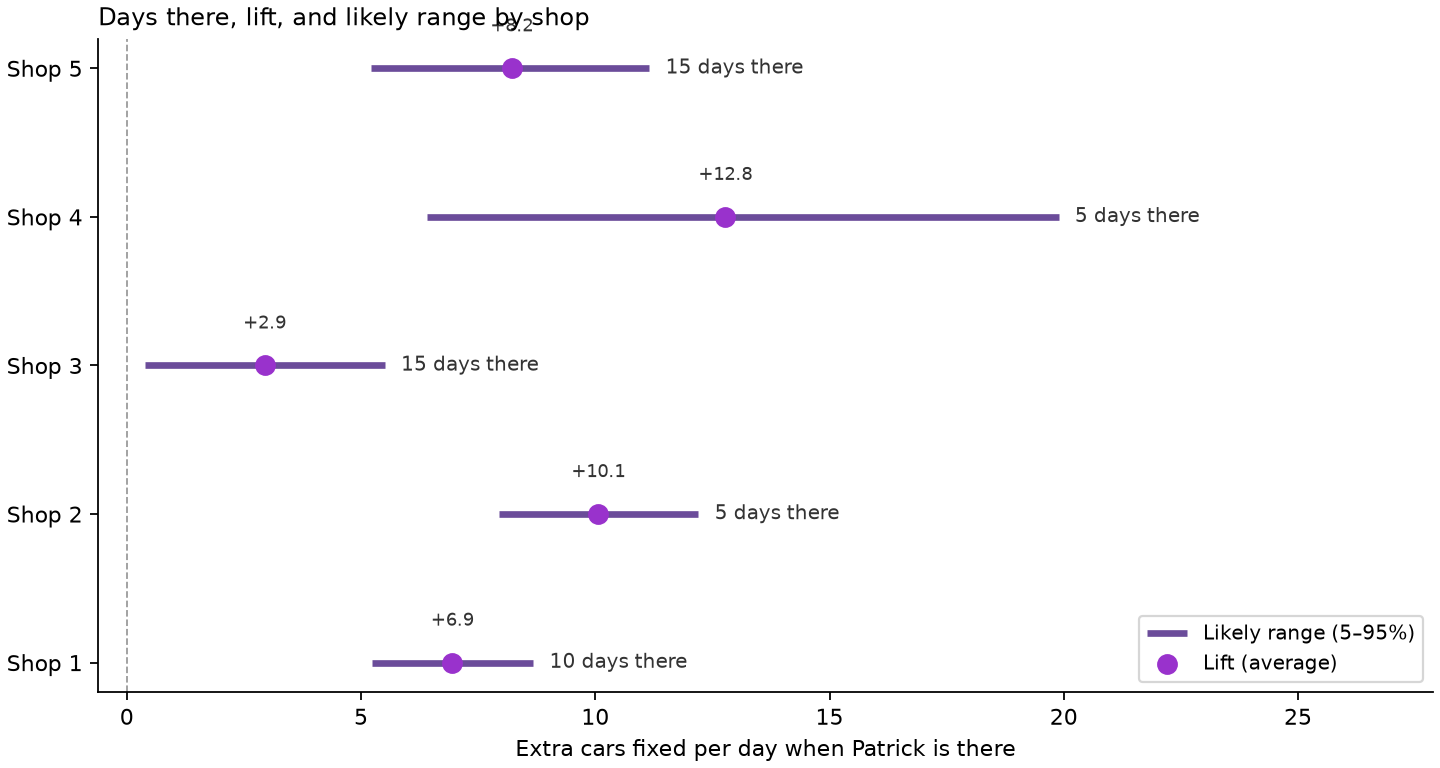 Days there, lift, and likely range by shop
+8.2
Shop 5
15 days there
+12.8
Shop 4
5 days there
+2.9
Shop 3
15 days there
+10.1
Shop 2
5 days there
+6.9
Shop 1
10 days there
Likely range (5–95%)
Lift (average)
0 5 10 15 20 25
Extra cars fixed per day when Patrick is there